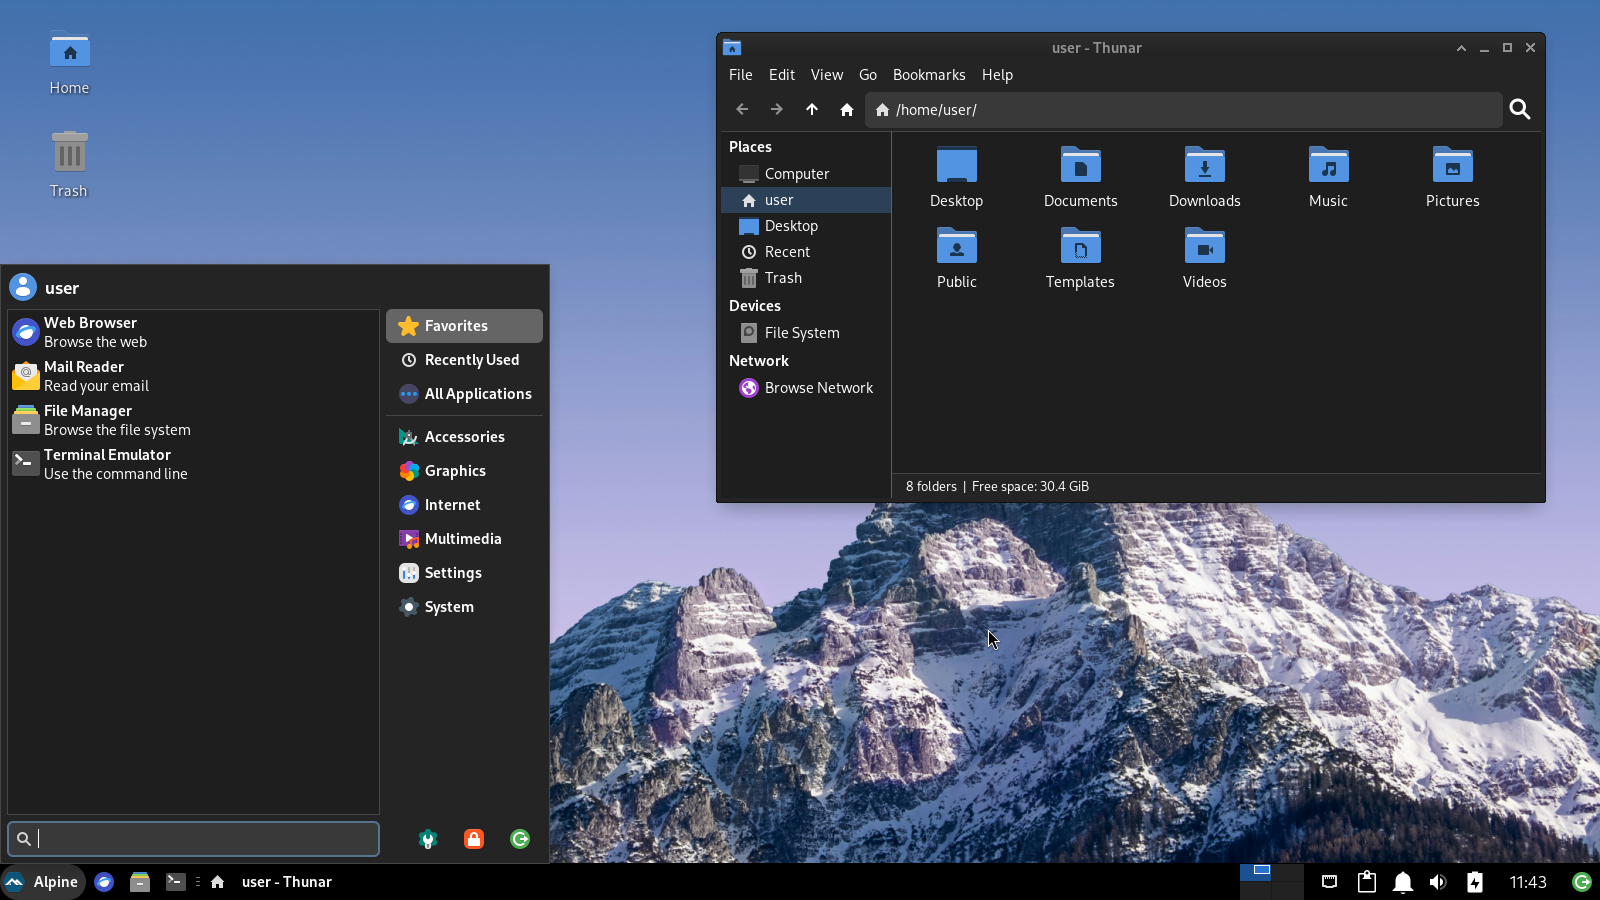 Home
Trash
user - Thunar
File Edit View Go Bookmarks Help
/home/user/
Places
Computer
user
Desktop
Recent
Trash
Devices
File System
Network
Browse Network
Desktop Documents Downloads Music Pictures
Public Templates Videos
8 folders | Free space: 30.4 GiB
user
Web Browser
Browse the web
Mail Reader
Read your email
File Manager
Browse the file system
Terminal Emulator
Use the command line
Favorites
Recently Used
All Applications
Accessories
Graphics
Internet
Multimedia
Settings
System
Alpine
user - Thunar
11:43